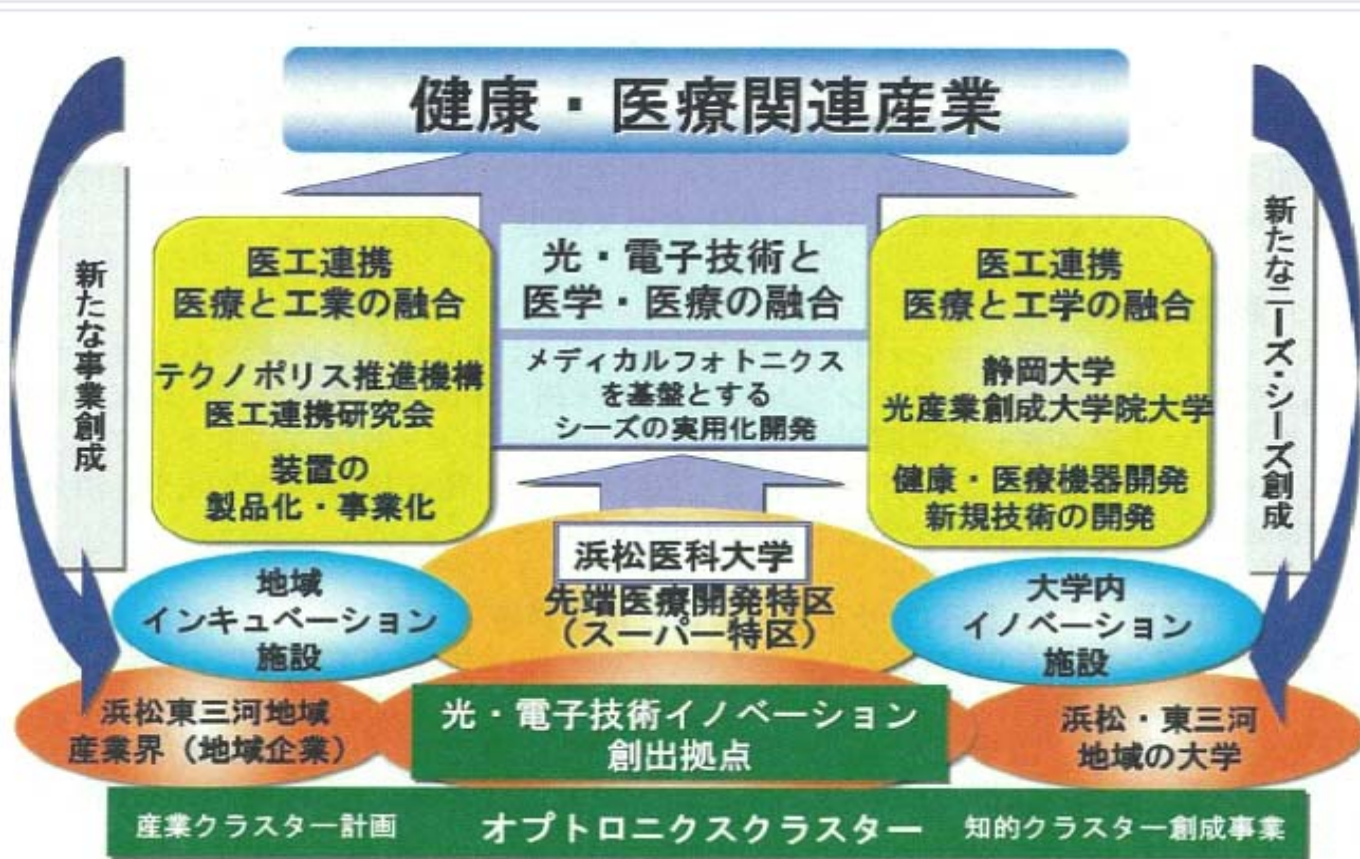 健康・医療関連産業
新たな事業創成
医工連携
医療と工業の融合
テクノポリス推進機構
医工連携研究会
装置の
製品化・事業化
光・電子技術と
医学・医療の融合
メディカルフォトニクス
を基盤とする
シーズの実用化開発
医工連携
医療と工学の融合
静岡大学
光産業創成大学院大学
健康・医療機器開発
新規技術の開発
新たなニーズ・シーズ創成
浜松医科大学
先端医療開発特区
（スーパー特区）
地域
インキュベーション
施設
大学内
イノベーション
施設
浜松東三河地域
産業界（地域企業）
光・電子技術イノベーション
創出拠点
浜松・東三河
地域の大学
産業クラスター計画
オプトロニクスクラスター
知的クラスター創成事業